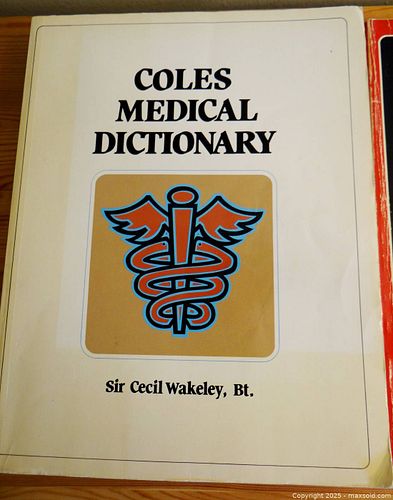 COLES
MEDICAL
DICTIONARY
Sir Cecil Wakeley, Bt.
Copyright © 2025 - maxsold.com